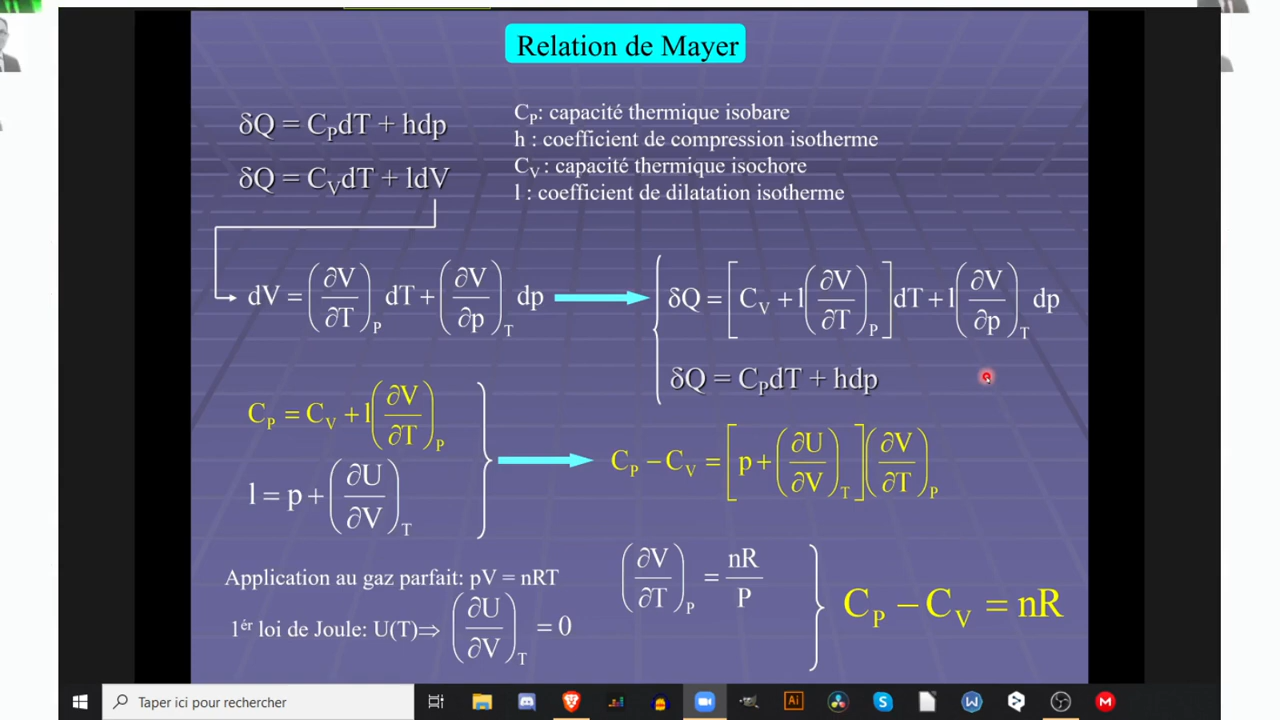 Relation de Mayer
δQ = C_P dT + hdp
δQ = C_V dT + ldV
C_P: capacité thermique isobare
h : coefficient de compression isotherme
C_V : capacité thermique isochore
l : coefficient de dilatation isotherme
dV = (∂V/∂T)_P dT + (∂V/∂p)_T dp
δQ = [C_V + l(∂V/∂T)_P] dT + l(∂V/∂p)_T dp
δQ = C_P dT + hdp
C_P = C_V + l(∂V/∂T)_P
l = p + (∂U/∂V)_T
C_P − C_V = [p + (∂U/∂V)_T] (∂V/∂T)_P
Application au gaz parfait: pV = nRT
1ér loi de Joule: U(T)⇒ (∂U/∂V)_T = 0
(∂V/∂T)_P = nR/P
C_P − C_V = nR
Taper ici pour rechercher